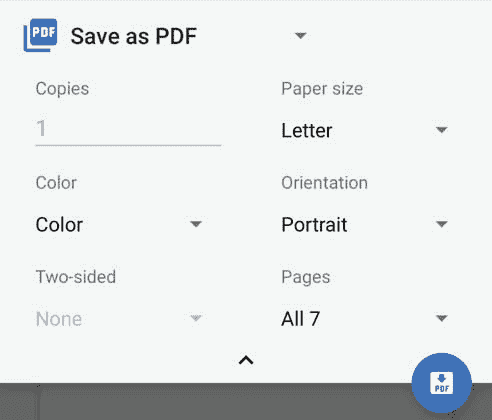 PDF Save as PDF
Copies Paper size
1 Letter
Color Orientation
Color Portrait
Two-sided Pages
None All 7
PDF